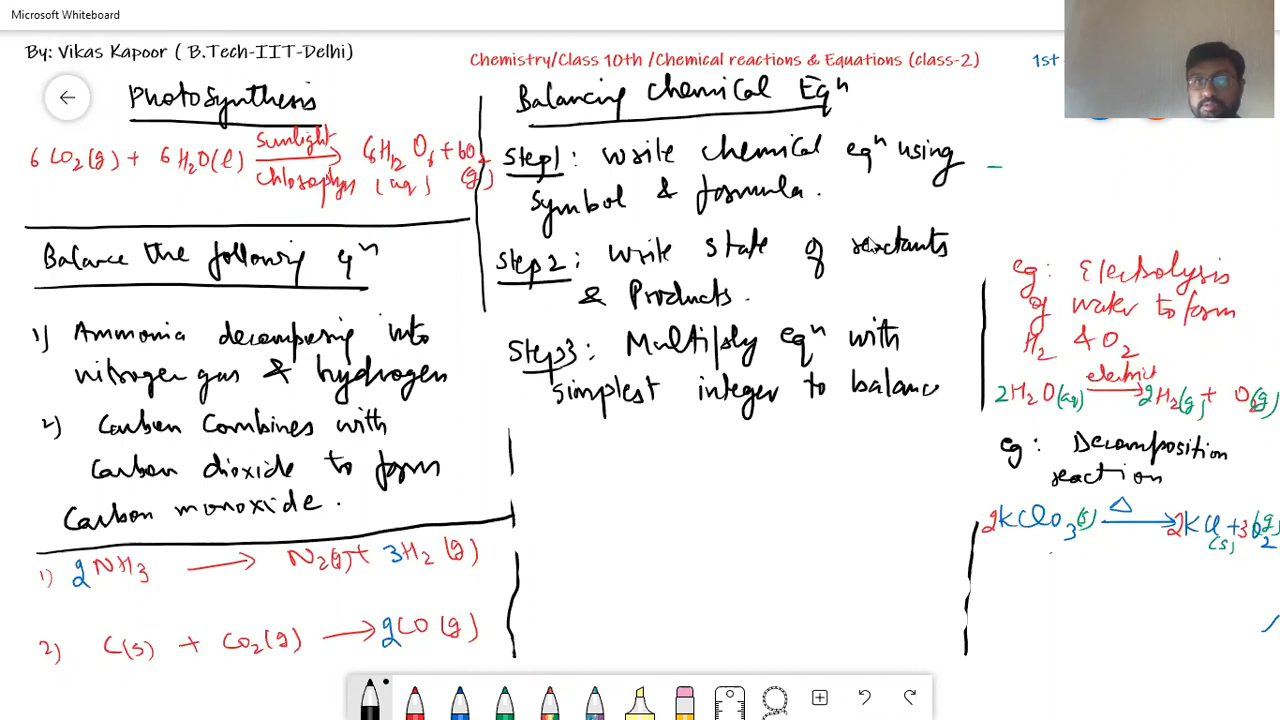 Microsoft Whiteboard
By: Vikas Kapoor ( B.Tech-IIT-Delhi)
Chemistry/Class 10th /Chemical reactions & Equations (class-2)
1st
PhotoSynthesis
6 CO2(g) + 6H2O(l) Sunlight → C6H12O6 + 6O2
(aq) (g)
Balance the following eqn
1) Ammonia decomposing into
nitrogen gas & hydrogen
2) Carbon Combines with
Carbon dioxide to form
Carbon monoxide.
1) 2NH3 → N2(g) + 3H2(g)
2) C(s) + CO2(g) → 2CO(g)
Balancing Chemical Eqn
Step1: Write chemical eqn using
Symbol & formula.
Step2: Write state of reactants
& Products.
Step3: Multiply eqn with
simplest integer to balance
eg: Electrolysis
of water to form
H2 & O2
electric
2H2O(aq) → 2H2(g) + O2(g)
eg: Decomposition
reaction
2KClO3(s) Δ → 2KCl + 3O2(g)
(s)